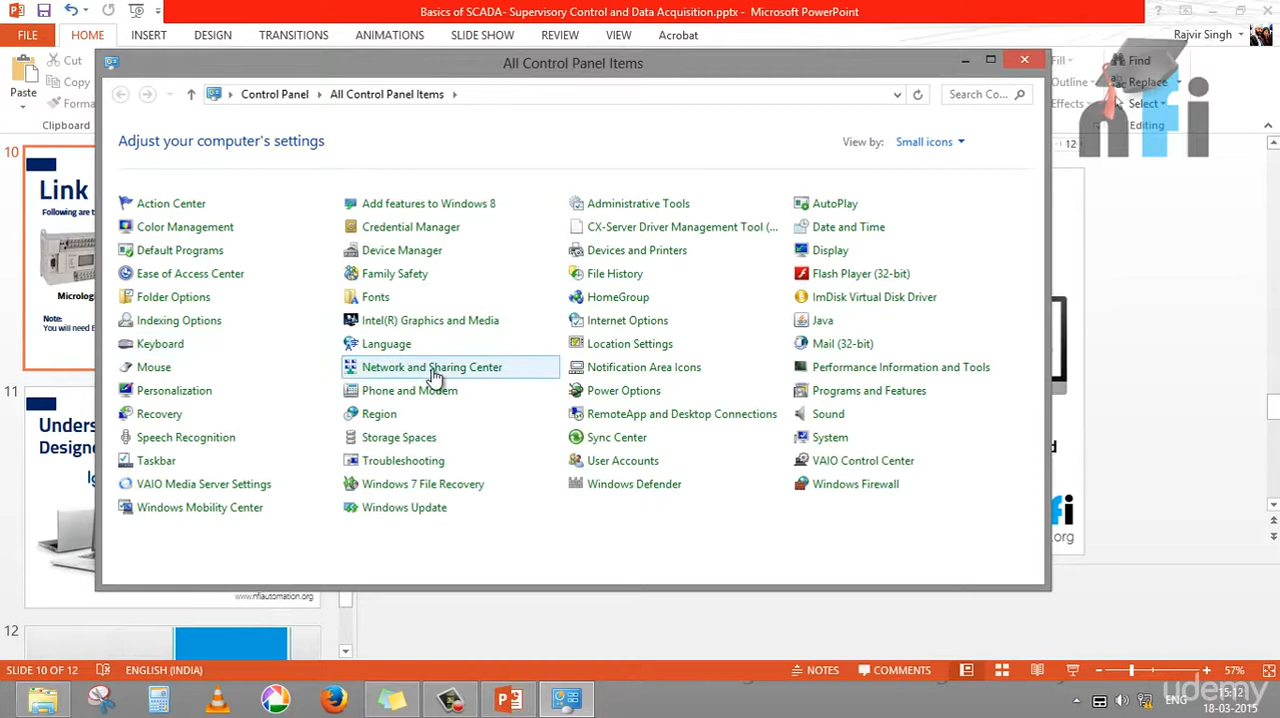 Basics of SCADA- Supervisory Control and Data Acquisition.pptx - Microsoft PowerPoint
FILE HOME INSERT DESIGN TRANSITIONS ANIMATIONS SLIDE SHOW REVIEW VIEW Acrobat Rajvir Singh
Paste
Cut
Copy
Forma
Clipboard
Fill
Outline
Effects
Find
Replace
Select
Editing
nfi
12
All Control Panel Items
Control Panel All Control Panel Items Search Co...
Adjust your computer's settings
View by: Small icons
Action Center Add features to Windows 8 Administrative Tools AutoPlay
Color Management Credential Manager CX-Server Driver Management Tool (... Date and Time
Default Programs Device Manager Devices and Printers Display
Ease of Access Center Family Safety File History Flash Player (32-bit)
Folder Options Fonts HomeGroup ImDisk Virtual Disk Driver
Indexing Options Intel(R) Graphics and Media Internet Options Java
Keyboard Language Location Settings Mail (32-bit)
Mouse Network and Sharing Center Notification Area Icons Performance Information and Tools
Personalization Phone and Modem Power Options Programs and Features
Recovery Region RemoteApp and Desktop Connections Sound
Speech Recognition Storage Spaces Sync Center System
Taskbar Troubleshooting User Accounts VAIO Control Center
VAIO Media Server Settings Windows 7 File Recovery Windows Defender Windows Firewall
Windows Mobility Center Windows Update
10
Link
Following are t
Microlog
Note:
You will need E
11
Unders
Designe
www.nfiautomation.org
12
d
fi
.org
SLIDE 10 OF 12 ENGLISH (INDIA) NOTES COMMENTS 57%
ENG 15:12
18-03-2015
udemy